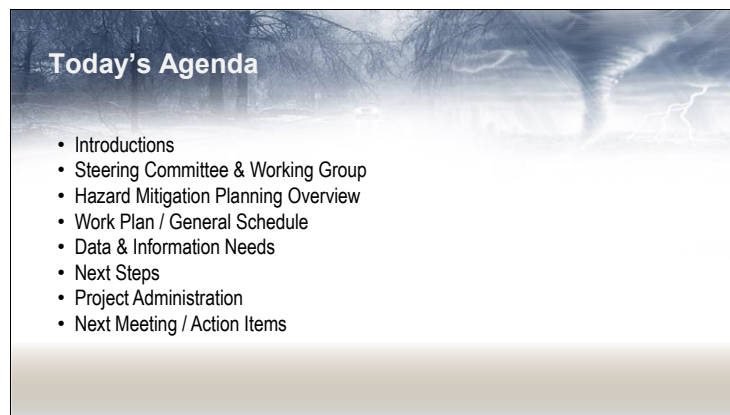 Today’s Agenda
• Introductions
• Steering Committee & Working Group
• Hazard Mitigation Planning Overview
• Work Plan / General Schedule
• Data & Information Needs
• Next Steps
• Project Administration
• Next Meeting / Action Items